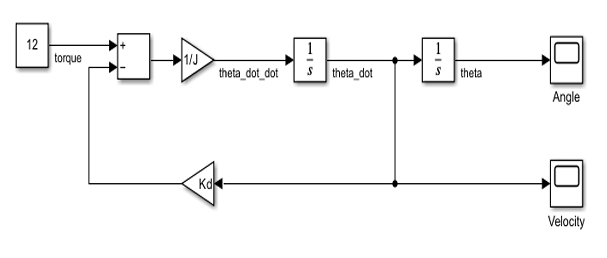 12
torque
+
−
1/J
theta_dot_dot
1
s
theta_dot
1
s
theta
Angle
Kd
Velocity